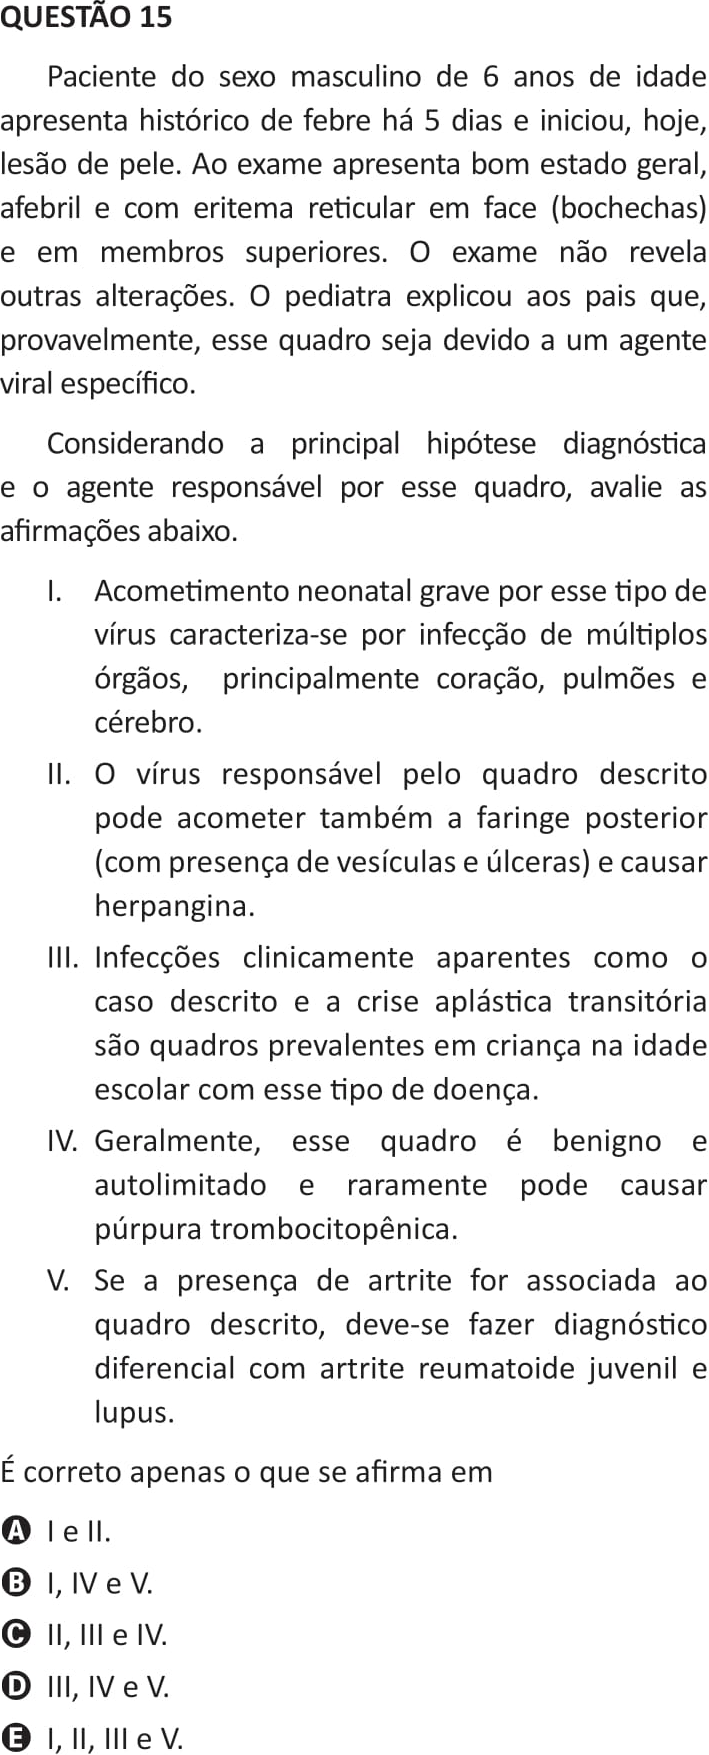 QUESTÃO 15
Paciente do sexo masculino de 6 anos de idade
apresenta histórico de febre há 5 dias e iniciou, hoje,
lesão de pele. Ao exame apresenta bom estado geral,
afebril e com eritema reticular em face (bochechas)
e em membros superiores. O exame não revela
outras alterações. O pediatra explicou aos pais que,
provavelmente, esse quadro seja devido a um agente
viral específico.
Considerando a principal hipótese diagnóstica
e o agente responsável por esse quadro, avalie as
afirmações abaixo.
I. Acometimento neonatal grave por esse tipo de
vírus caracteriza-se por infecção de múltiplos
órgãos, principalmente coração, pulmões e
cérebro.
II. O vírus responsável pelo quadro descrito
pode acometer também a faringe posterior
(com presença de vesículas e úlceras) e causar
herpangina.
III. Infecções clinicamente aparentes como o
caso descrito e a crise aplástica transitória
são quadros prevalentes em criança na idade
escolar com esse tipo de doença.
IV. Geralmente, esse quadro é benigno e
autolimitado e raramente pode causar
púrpura trombocitopênica.
V. Se a presença de artrite for associada ao
quadro descrito, deve-se fazer diagnóstico
diferencial com artrite reumatoide juvenil e
lupus.
É correto apenas o que se afirma em
A I e II.
B I, IV e V.
C II, III e IV.
D III, IV e V.
E I, II, III e V.